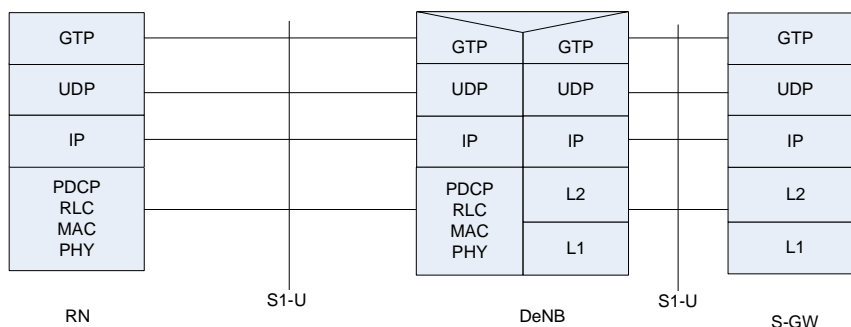 GTP GTP GTP GTP
UDP UDP UDP UDP
IP IP IP IP
PDCP PDCP L2 L2
RLC RLC
MAC MAC
PHY PHY L1 L1
S1-U S1-U
RN DeNB S-GW